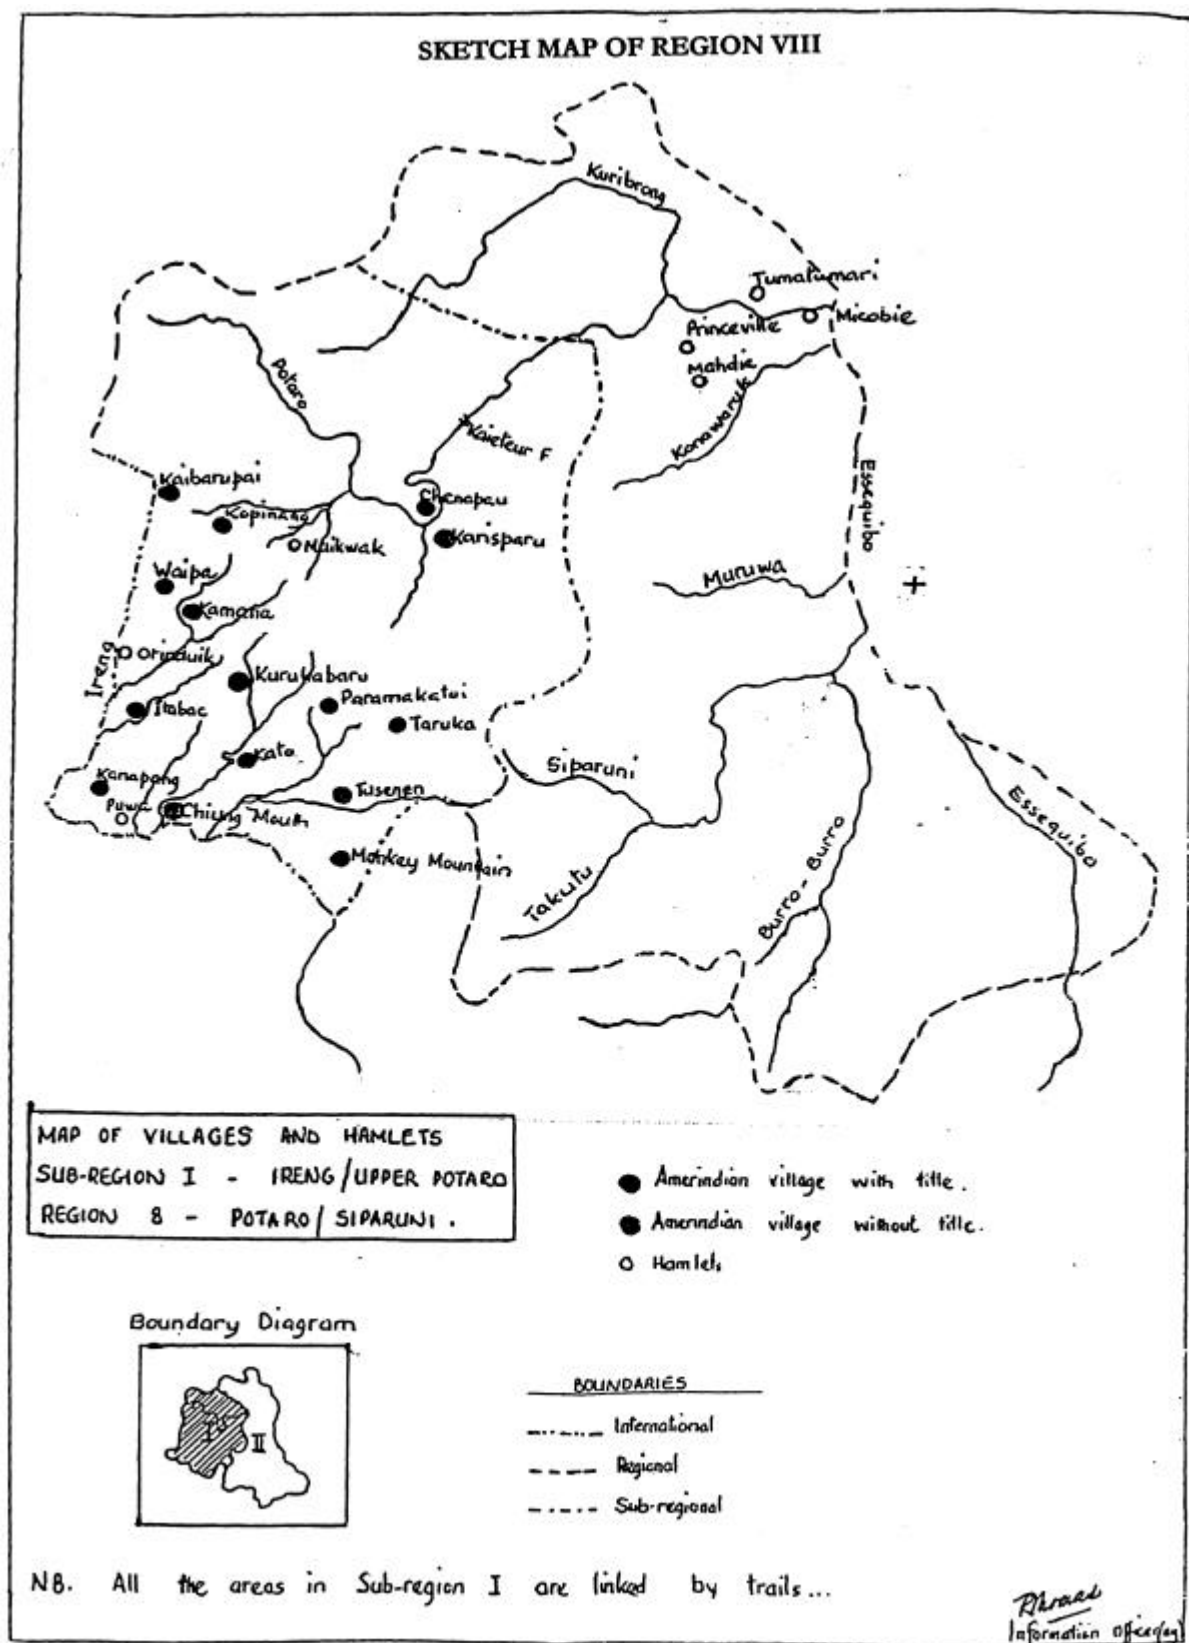 SKETCH MAP OF REGION VIII
Kuribrong
Tumatumari
Micobie
Princeville
Mahdie
Potaro
Konawaruk
Kaieteur F
Essequibo
Kaibarupai
Chenapau
Kopinang
Karisparu
Maikwak
Waipa
Muruwa
Kamana
Orinduik
Ireng
Kurukabaru
Paramakatoi
Itabac
Taruka
Kato
Siparuni
Kanapang
Tusenen
Puwa
Chiung Mouth
Essequibo
Monkey Mountain
Burro-Burro
Takutu
MAP OF VILLAGES AND HAMLETS
SUB-REGION I - IRENG/UPPER POTARO
REGION 8 - POTARO/SIPARUNI.
Amerindian village with title.
Amerindian village without title.
Hamlets
Boundary Diagram
I
II
BOUNDARIES
International
Regional
Sub-regional
NB. All the areas in Sub-region I are linked by trails...
Information Officer(ag)